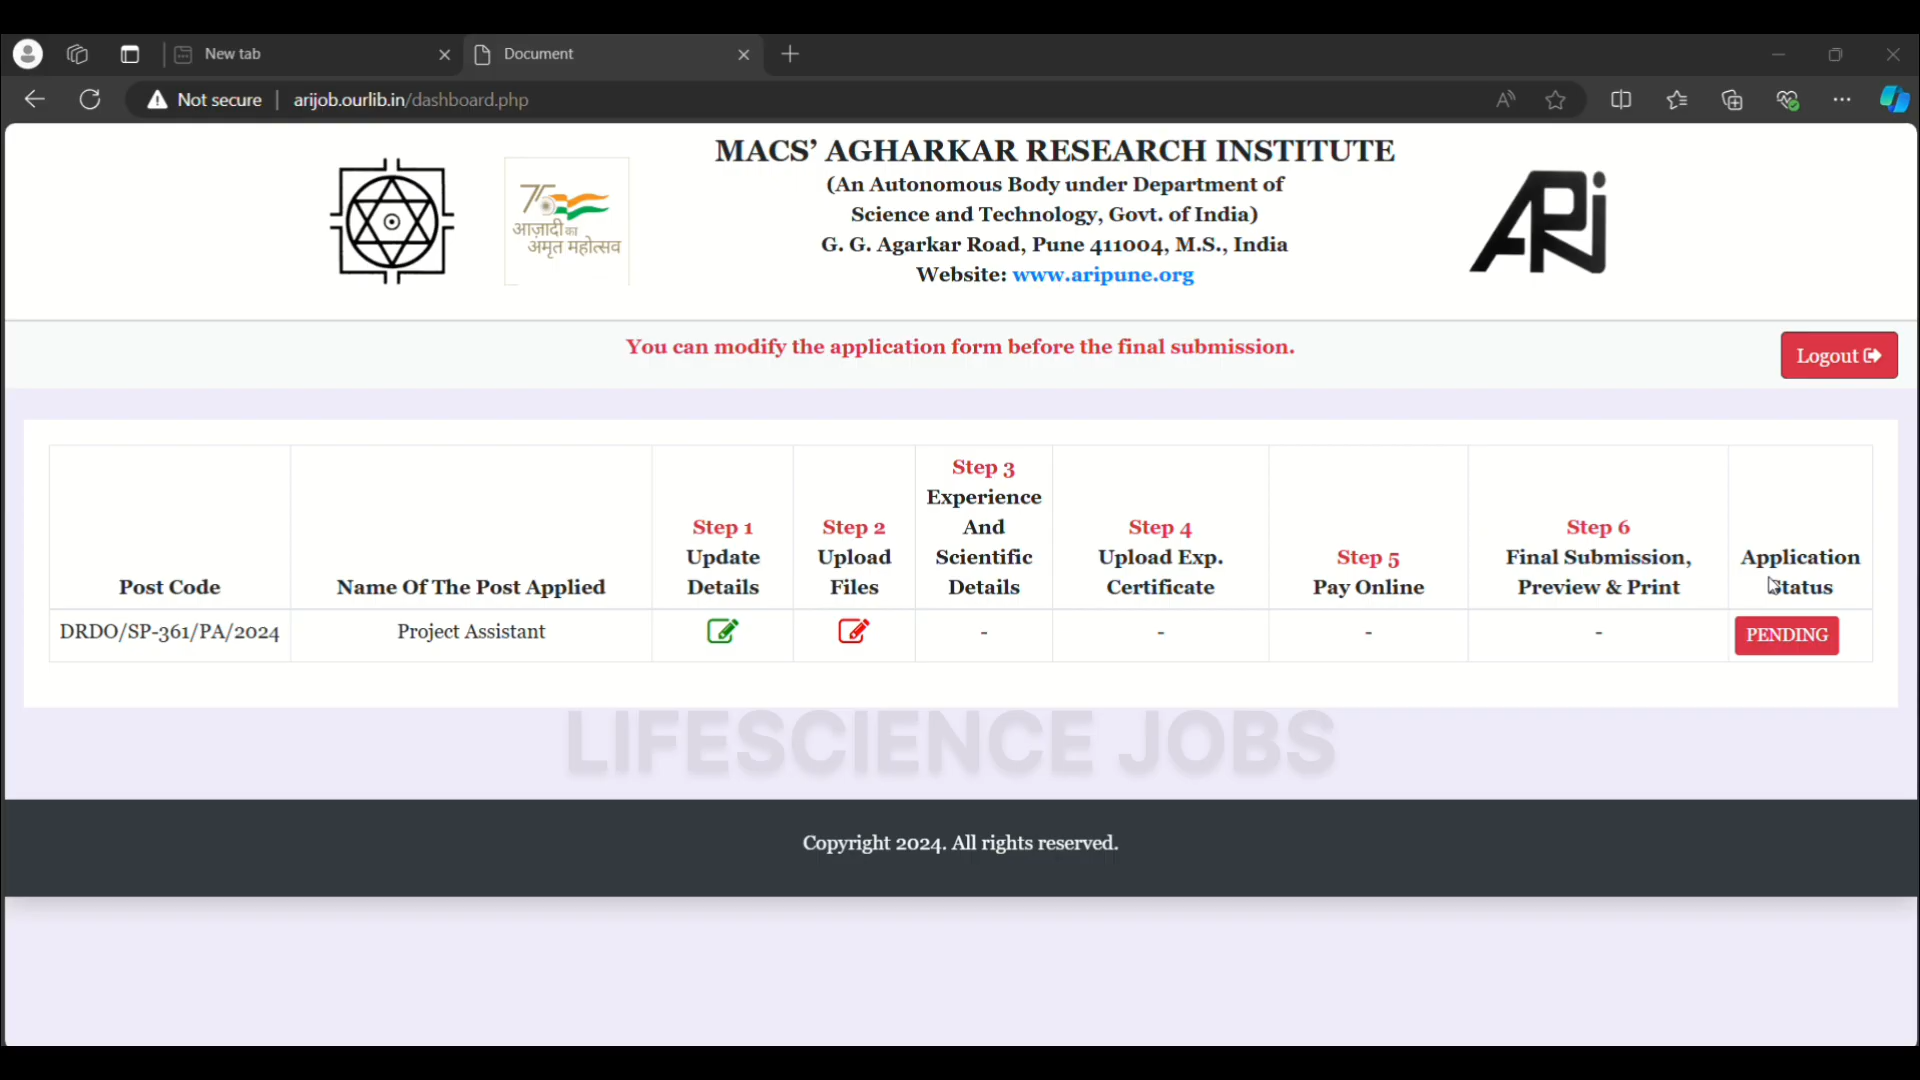 New tab
Document
Not secure
arijob.ourlib.in/dashboard.php
MACS’ AGHARKAR RESEARCH INSTITUTE
(An Autonomous Body under Department of
Science and Technology, Govt. of India)
G. G. Agarkar Road, Pune 411004, M.S., India
Website: www.aripune.org
75
आज़ादी का
अमृत महोत्सव
ARi
You can modify the application form before the final submission.
Logout
Post Code
Name Of The Post Applied
Step 1
Update
Details
Step 2
Upload
Files
Step 3
Experience
And
Scientific
Details
Step 4
Upload Exp.
Certificate
Step 5
Pay Online
Step 6
Final Submission,
Preview & Print
Application
Status
DRDO/SP-361/PA/2024
Project Assistant
-
-
-
-
PENDING
LIFESCIENCE JOBS
Copyright 2024. All rights reserved.